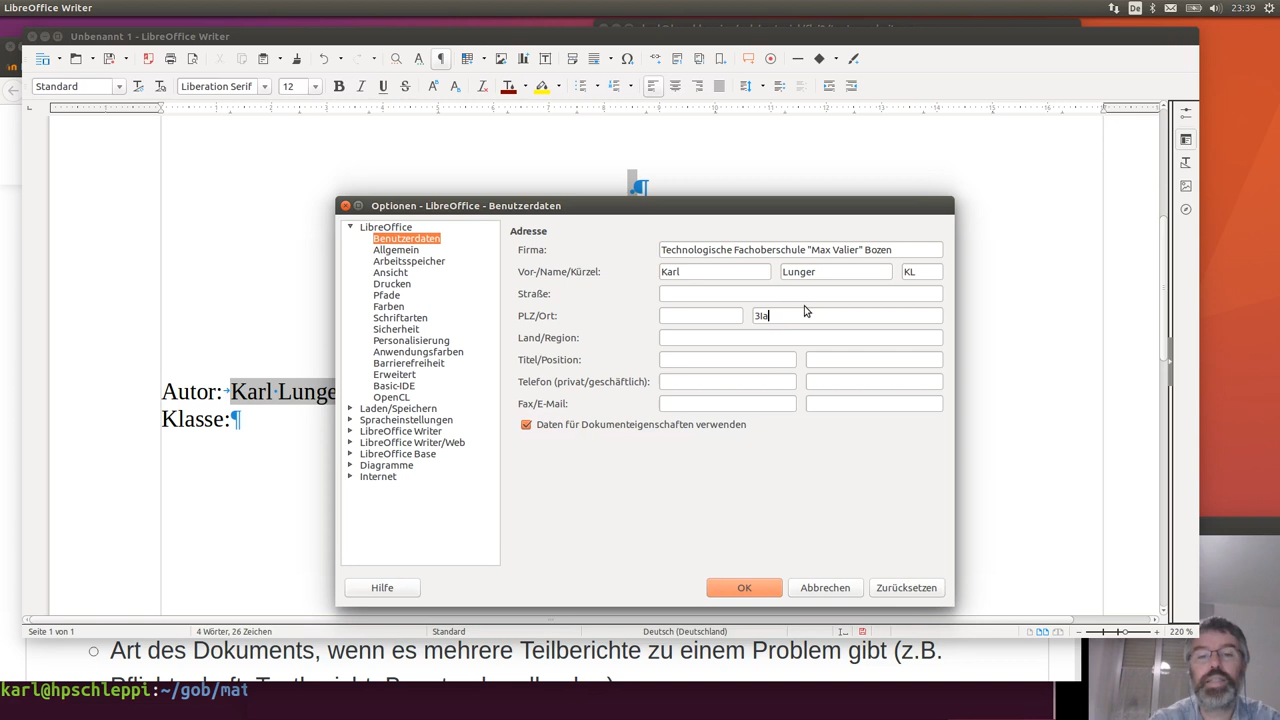 LibreOffice Writer
De
23:39
Unbenannt 1 - LibreOffice Writer
Standard
Liberation Serif
12
Autor: Karl Lunge
Klasse:¶
Optionen - LibreOffice - Benutzerdaten
LibreOffice
Benutzerdaten
Allgemein
Arbeitsspeicher
Ansicht
Drucken
Pfade
Farben
Schriftarten
Sicherheit
Personalisierung
Anwendungsfarben
Barrierefreiheit
Erweitert
Basic-IDE
OpenCL
Laden/Speichern
Spracheinstellungen
LibreOffice Writer
LibreOffice Writer/Web
LibreOffice Base
Diagramme
Internet
Adresse
Firma: Technologische Fachoberschule "Max Valier" Bozen
Vor-/Name/Kürzel: Karl Lunger KL
Straße:
PLZ/Ort: 3Ia
Land/Region:
Titel/Position:
Telefon (privat/geschäftlich):
Fax/E-Mail:
Daten für Dokumenteigenschaften verwenden
Hilfe
OK
Abbrechen
Zurücksetzen
Seite 1 von 1
4 Wörter, 26 Zeichen
Standard
Deutsch (Deutschland)
220 %
Art des Dokuments, wenn es mehrere Teilberichte zu einem Problem gibt (z.B.
karl@hpschleppi:~/gob/mat